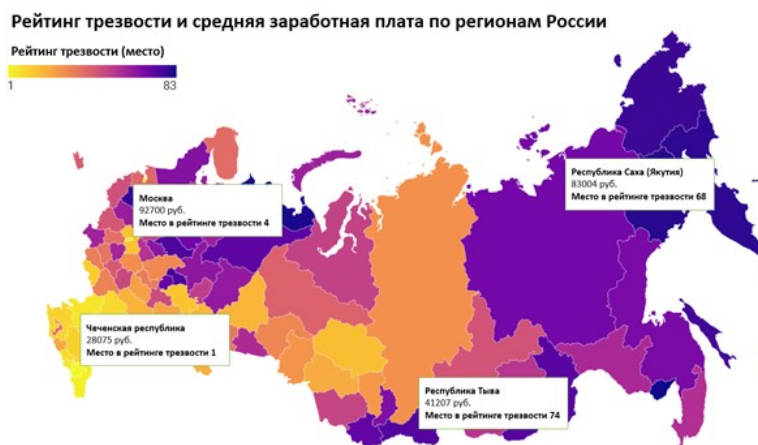 Рейтинг трезвости и средняя заработная плата по регионам России
Рейтинг трезвости (место)
1 83
Республика Саха (Якутия)
83004 руб.
Место в рейтинге трезвости 68
Москва
92700 руб.
Место в рейтинге трезвости 4
Чеченская республика
28075 руб.
Место в рейтинге трезвости 1
Республика Тыва
41207 руб.
Место в рейтинге трезвости 74